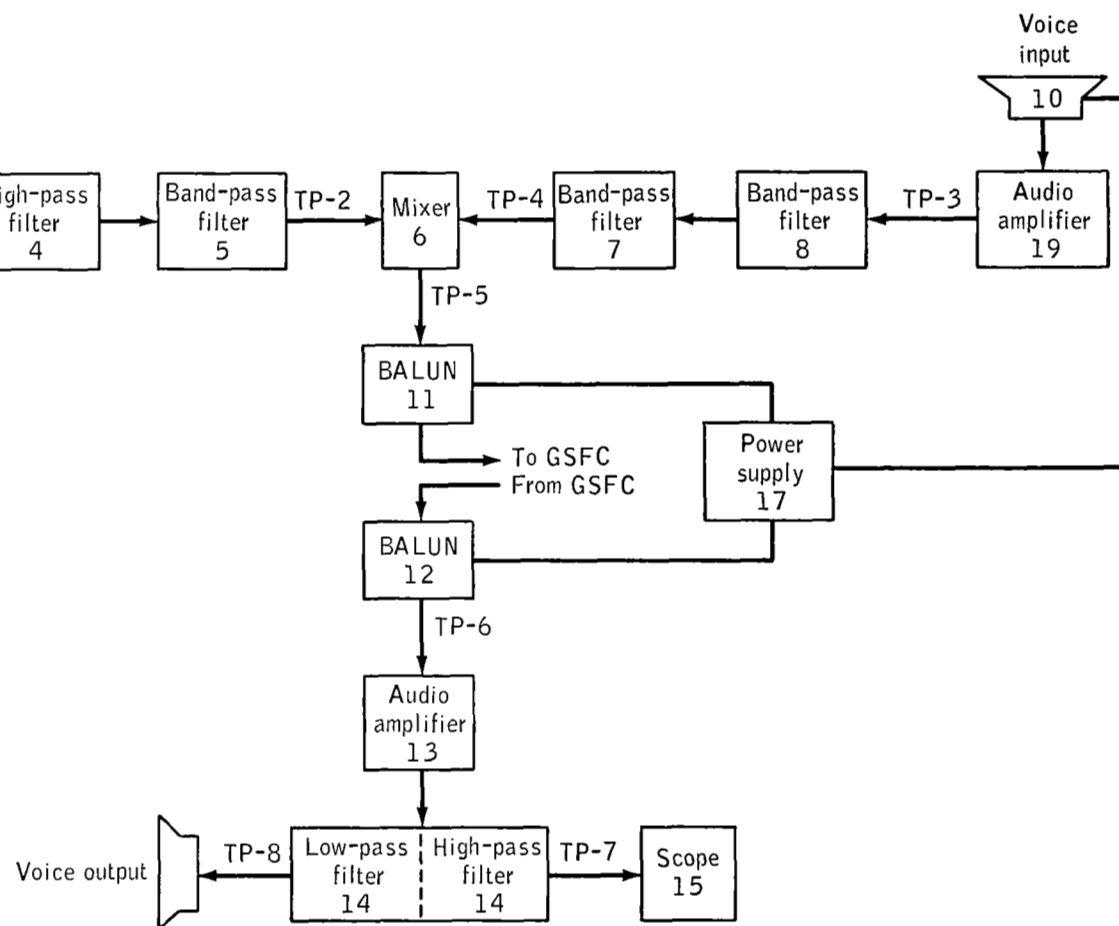 Voice
input
10
filter
4
Band-pass
filter
5
TP-2
Mixer
6
TP-4
Band-pass
filter
7
Band-pass
filter
8
TP-3
Audio
amplifier
19
TP-5
BALUN
11
To GSFC
From GSFC
Power
supply
17
BALUN
12
TP-6
Audio
amplifier
13
Voice output
TP-8
Low-pass
filter
14
High-pass
filter
14
TP-7
Scope
15